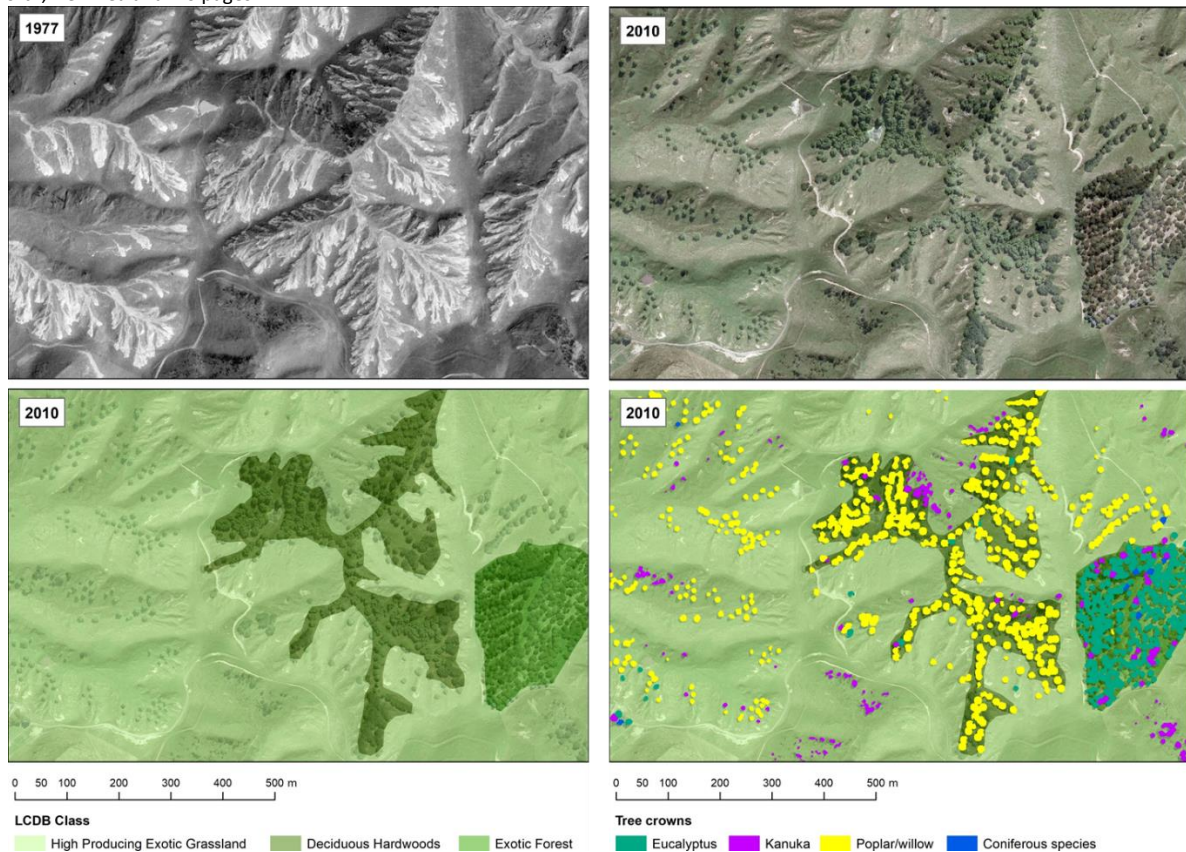 1977
2010
2010
2010
0 50 100 200 300 400 500 m
0 50 100 200 300 400 500 m
LCDB Class
High Producing Exotic Grassland Deciduous Hardwoods Exotic Forest
Tree crowns
Eucalyptus Kanuka Poplar/willow Coniferous species